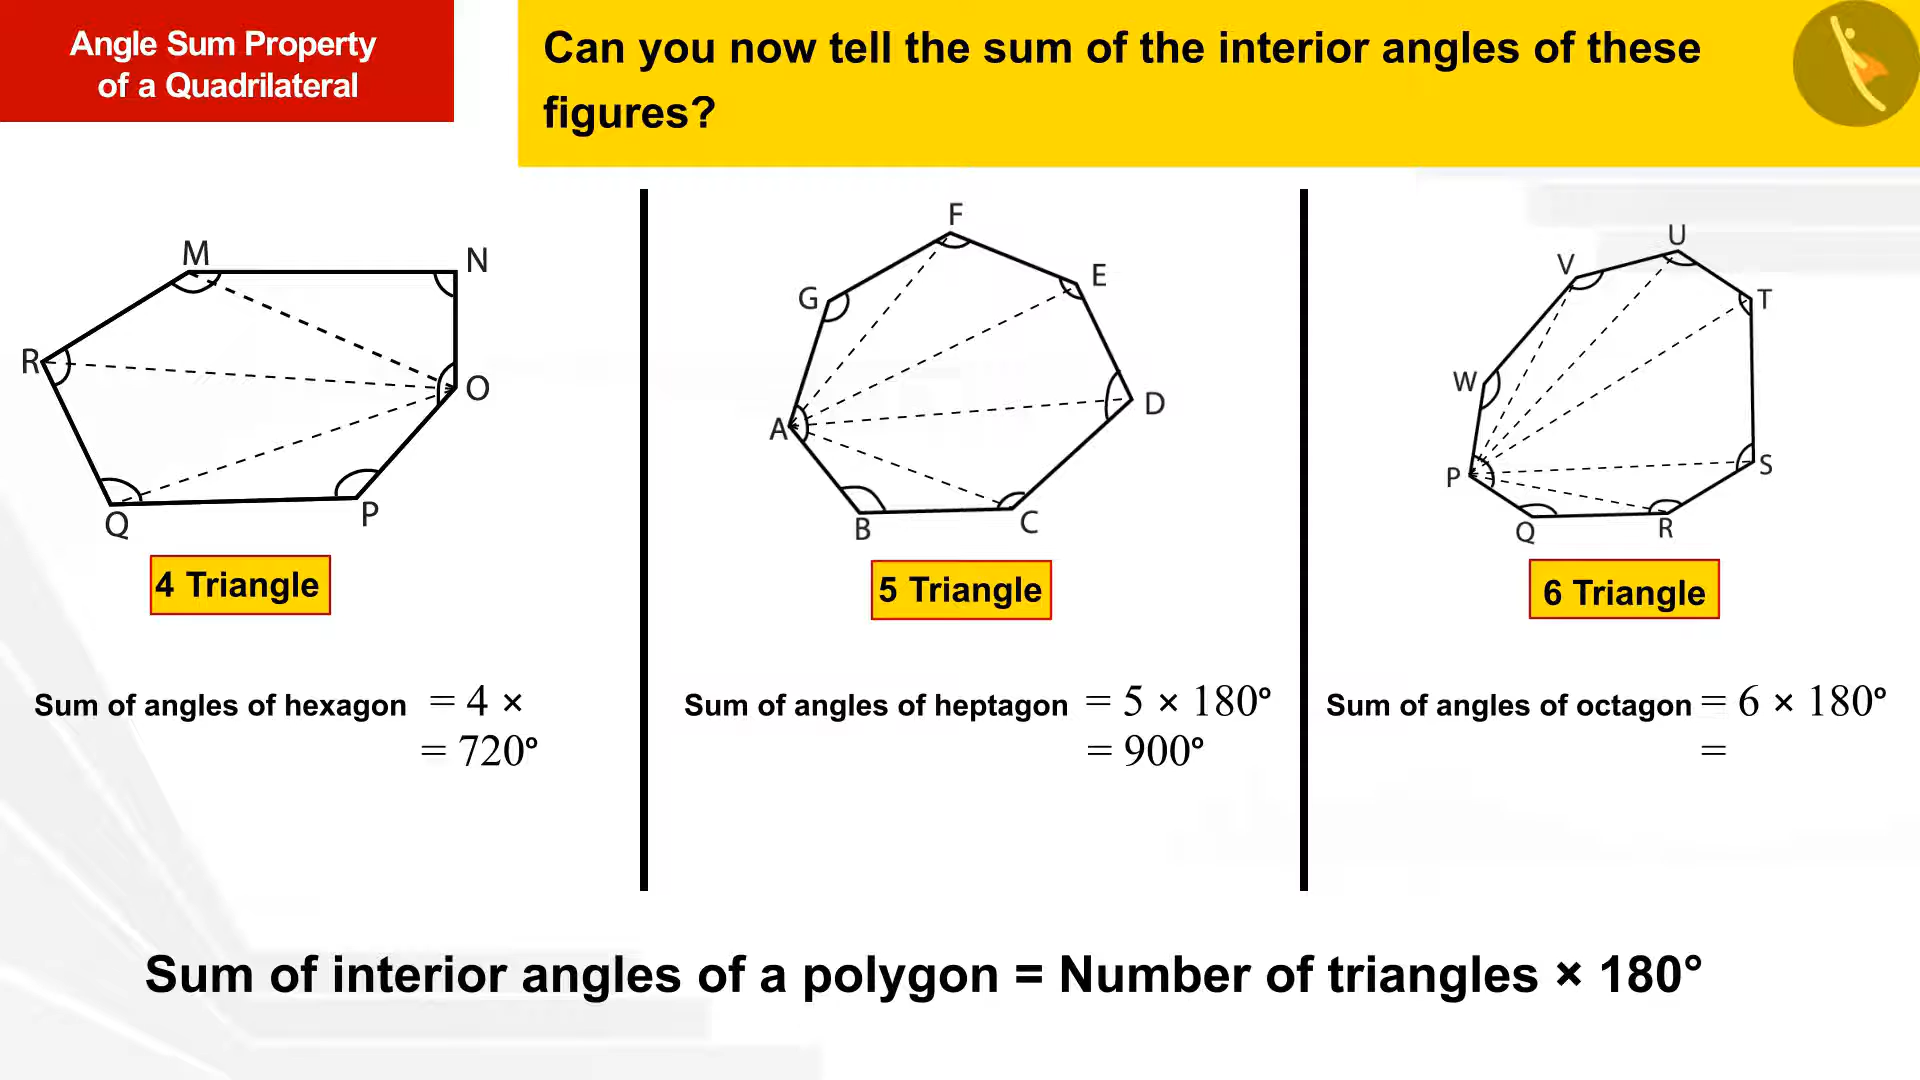 Angle Sum Property
of a Quadrilateral
Can you now tell the sum of the interior angles of these
figures?
M
N
R
O
Q
P
4 Triangle
Sum of angles of hexagon = 4 ×
= 720°
F
G
E
A
D
B
C
5 Triangle
Sum of angles of heptagon = 5 × 180°
= 900°
U
V
T
W
P
S
Q
R
6 Triangle
Sum of angles of octagon = 6 × 180°
=
Sum of interior angles of a polygon = Number of triangles × 180°